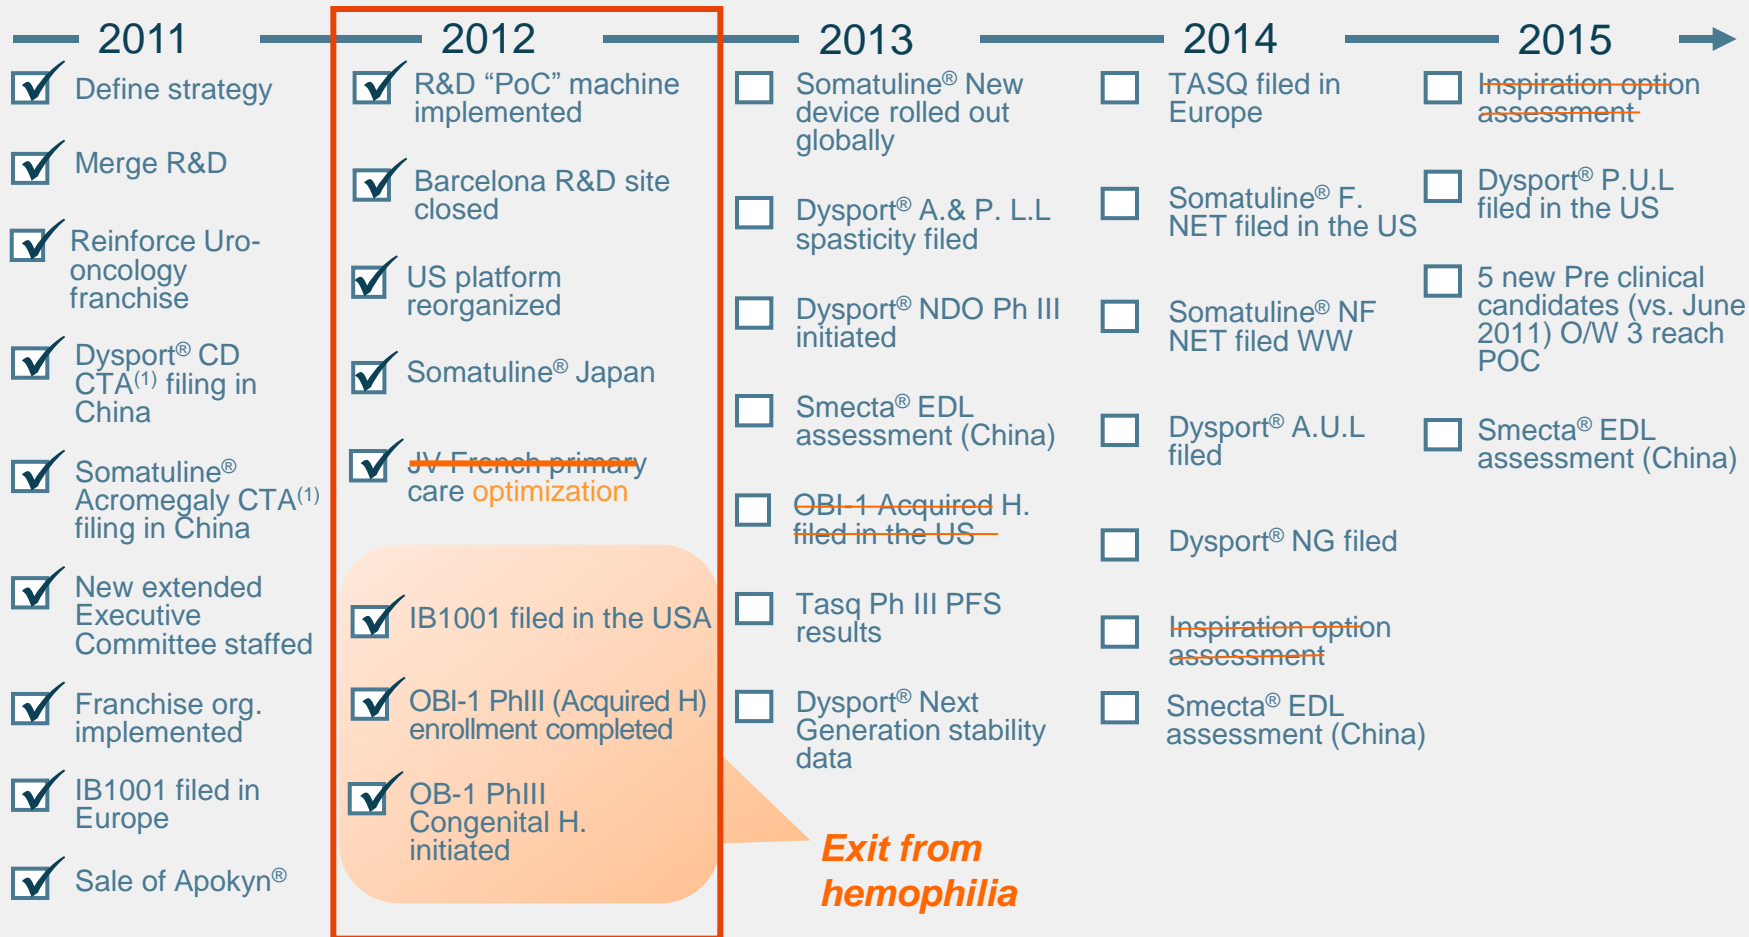 2011
Define strategy
Merge R&D
Reinforce Uro-
oncology
franchise
Dysport® CD
CTA(1) filing in
China
Somatuline®
Acromegaly CTA(1)
filing in China
New extended
Executive
Committee staffed
Franchise org.
implemented
IB1001 filed in
Europe
Sale of Apokyn®
2012
R&D “PoC” machine
implemented
Barcelona R&D site
closed
US platform
reorganized
Somatuline® Japan
JV French primary
care optimization
IB1001 filed in the USA
OBI-1 PhIII (Acquired H)
enrollment completed
OB-1 PhIII
Congenital H.
initiated
Exit from
hemophilia
2013
Somatuline® New
device rolled out
globally
Dysport® A.& P. L.L
spasticity filed
Dysport® NDO Ph III
initiated
Smecta® EDL
assessment (China)
OBI-1 Acquired H.
filed in the US
Tasq Ph III PFS
results
Dysport® Next
Generation stability
data
2014
TASQ filed in
Europe
Somatuline® F.
NET filed in the US
Somatuline® NF
NET filed WW
Dysport® A.U.L
filed
Dysport® NG filed
Inspiration option
assessment
Smecta® EDL
assessment (China)
2015
Inspiration option
assessment
Dysport® P.U.L
filed in the US
5 new Pre clinical
candidates (vs. June
2011) O/W 3 reach
POC
Smecta® EDL
assessment (China)